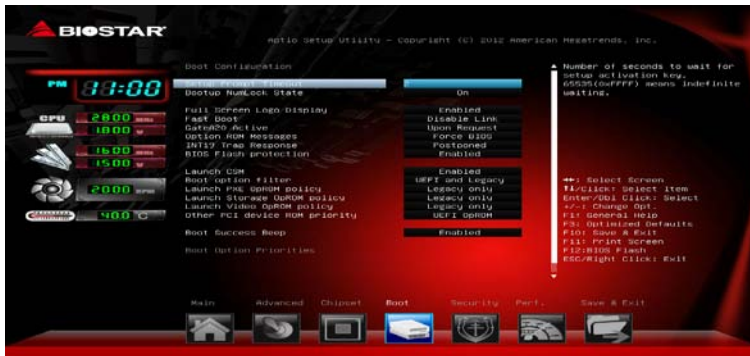 BIOSTAR
Aptio Setup Utility - Copyright (C) 2012 American Megatrends, Inc.
Boot Configuration
Setup Prompt Timeout
Bootup NumLock State On
Full Screen Logo Display Enabled
Fast Boot Disable Link
GateA20 Active Upon Request
Option ROM Messages Force BIOS
INT19 Trap Response Postponed
BIOS Flash protection Enabled
Launch CSM Enabled
Boot option filter UEFI and Legacy
Launch PXE OpROM policy Legacy only
Launch Storage OpROM policy Legacy only
Launch Video OpROM policy Legacy only
Other PCI device ROM priority UEFI OpROM
Boot Success Beep Enabled
Boot Option Priorities
PM 11:00
CPU 2800
1.800 V
1600
1.500 V
2000 RPM
40.0 °C
Number of seconds to wait for
setup activation key.
65535(0xFFFF) means indefinite
waiting.
↔: Select Screen
↑↓/Click: Select Item
Enter/Dbl Click: Select
+/-: Change Opt.
F1: General Help
F3: Optimized Defaults
F10: Save & Exit
F11: Print Screen
F12:BIOS Flash
ESC/Right Click: Exit
Main Advanced Chipset Boot Security Perf. Save & Exit